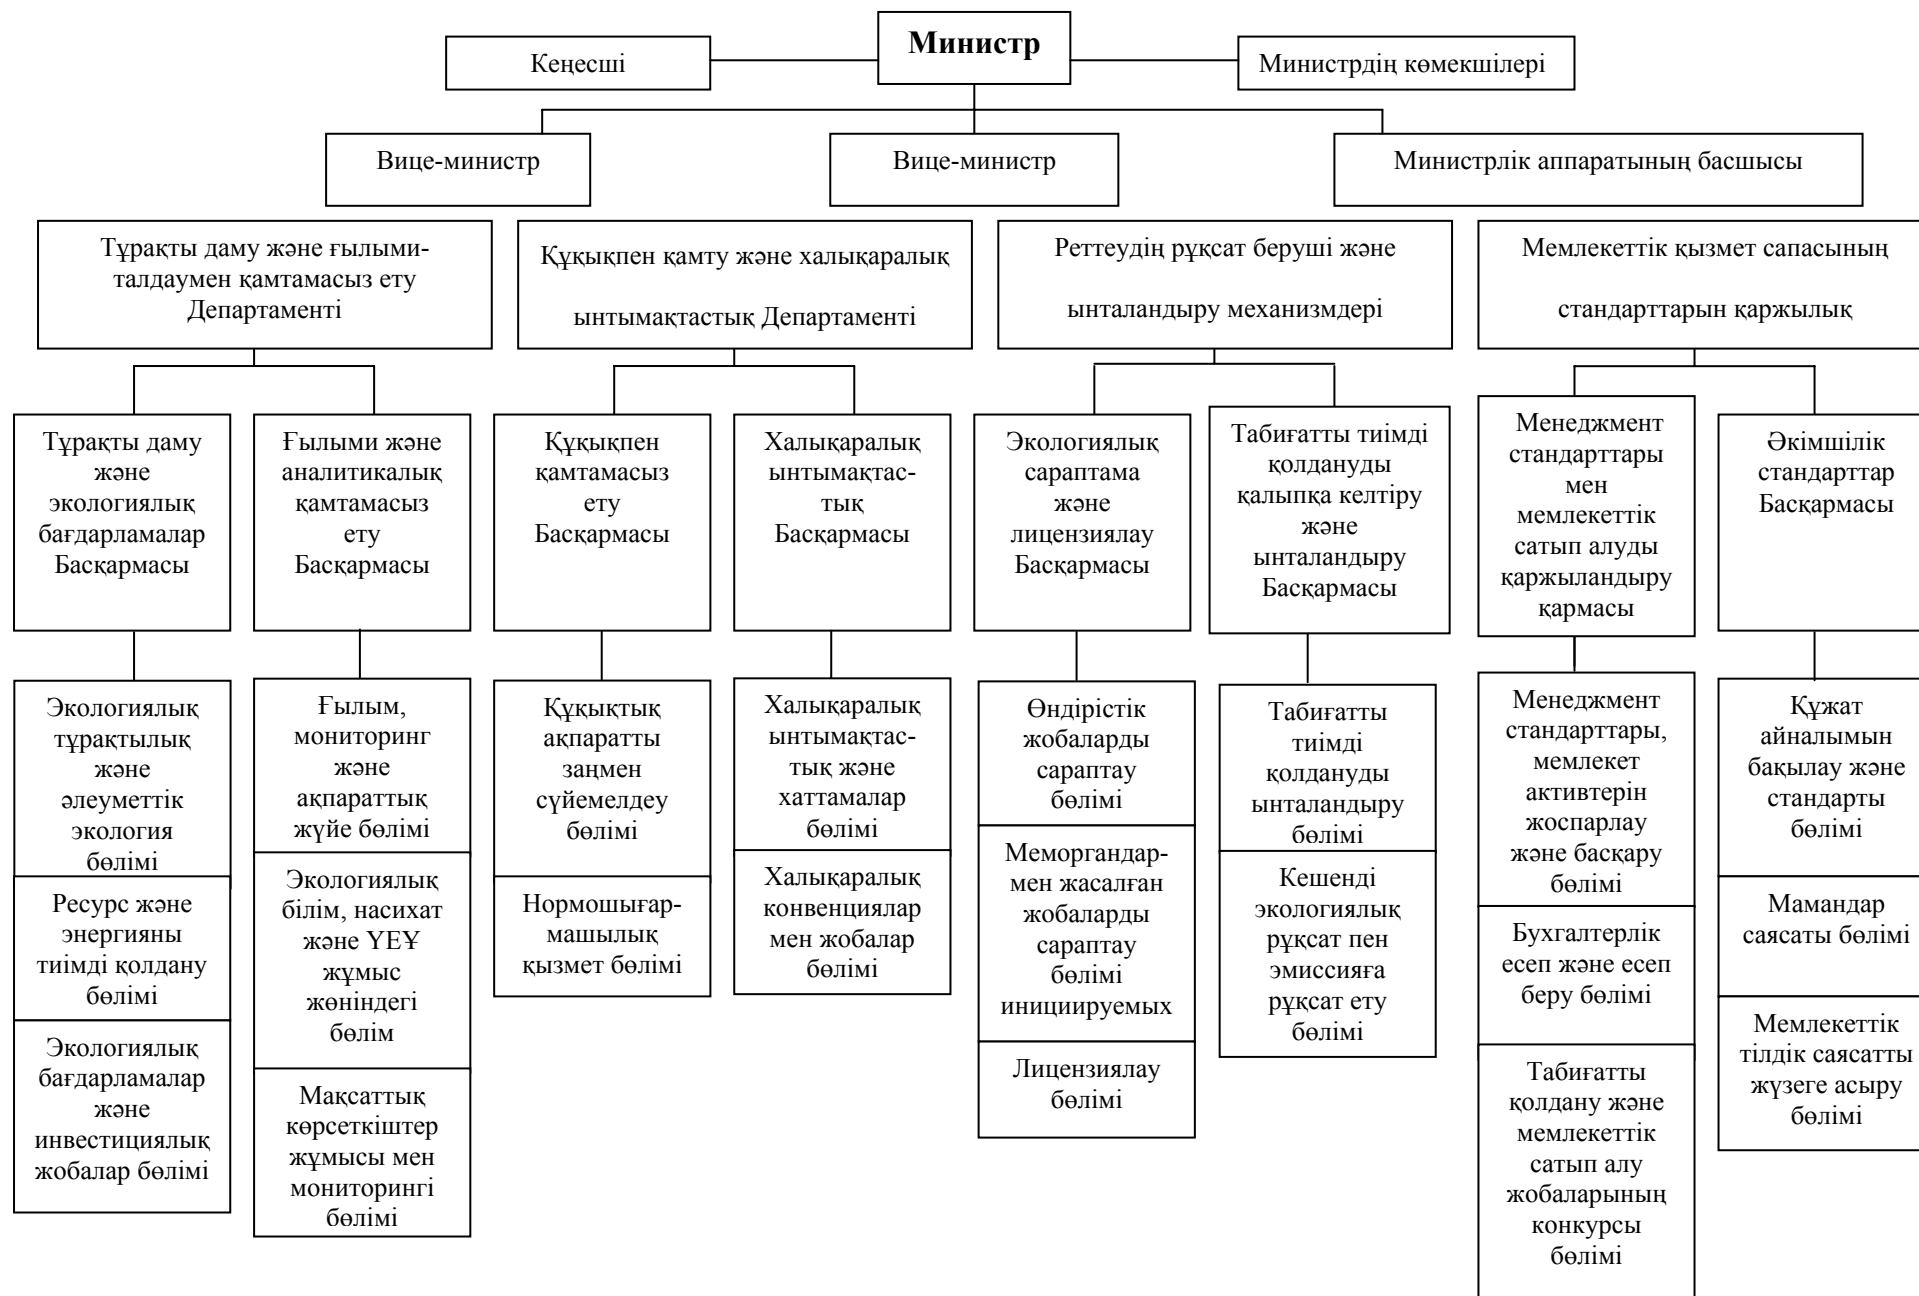 Министр
Кеңесші
Министрдің көмекшілері
Вице-министр
Вице-министр
Министрлік аппаратының басшысы
Тұрақты даму және ғылыми-
талдаумен қамтамасыз ету
Департаменті
Құқықпен қамту және халықаралық
ынтымақтастық Департаменті
Реттеудің рұқсат беруші және
ынталандыру механизмдері
Мемлекеттік қызмет сапасының
стандарттарын қаржылық
Тұрақты даму
және
экологиялық
бағдарламалар
Басқармасы
Ғылыми және
аналитикалық
қамтамасыз
ету
Басқармасы
Құқықпен
қамтамасыз
ету
Басқармасы
Халықаралық
ынтымақтас-
тық
Басқармасы
Экологиялық
сараптама
және
лицензиялау
Басқармасы
Табиғатты тиімді
қолдануды
қалыпқа келтіру
және
ынталандыру
Басқармасы
Менеджмент
стандарттары
мен
мемлекеттік
сатып алуды
қаржыландыру
қармасы
Әкімшілік
стандарттар
Басқармасы
Экологиялық
тұрақтылық
және
әлеуметтік
экология
бөлімі
Ресурс және
энергияны
тиімді қолдану
бөлімі
Экологиялық
бағдарламалар
және
инвестициялық
жобалар бөлімі
Ғылым,
мониторинг
және
ақпараттық
жүйе бөлімі
Экологиялық
білім, насихат
және ҮЕҰ
жұмыс
жөніндегі
бөлім
Мақсаттық
көрсеткіштер
жұмысы мен
мониторингі
бөлімі
Құқықтық
ақпаратты
заңмен
сүйемелдеу
бөлімі
Нормошығар-
машылық
қызмет бөлімі
Халықаралық
ынтымақтас-
тық және
хаттамалар
бөлімі
Халықаралық
конвенциялар
мен жобалар
бөлімі
Өндірістік
жобаларды
сараптау
бөлімі
Меморгандар-
мен жасалған
жобаларды
сараптау
бөлімі
инициируемых
Лицензиялау
бөлімі
Табиғатты
тиімді
қолдануды
ынталандыру
бөлімі
Кешенді
экологиялық
рұқсат пен
эмиссияға
рұқсат ету
бөлімі
Менеджмент
стандарттары,
мемлекет
активтерін
жоспарлау
және басқару
бөлімі
Бухгалтерлік
есеп және есеп
беру бөлімі
Табиғатты
қолдану және
мемлекеттік
сатып алу
жобаларының
конкурсы
бөлімі
Құжат
айналымын
бақылау және
стандарты
бөлімі
Мамандар
саясаты бөлімі
Мемлекеттік
тілдік саясатты
жүзеге асыру
бөлімі